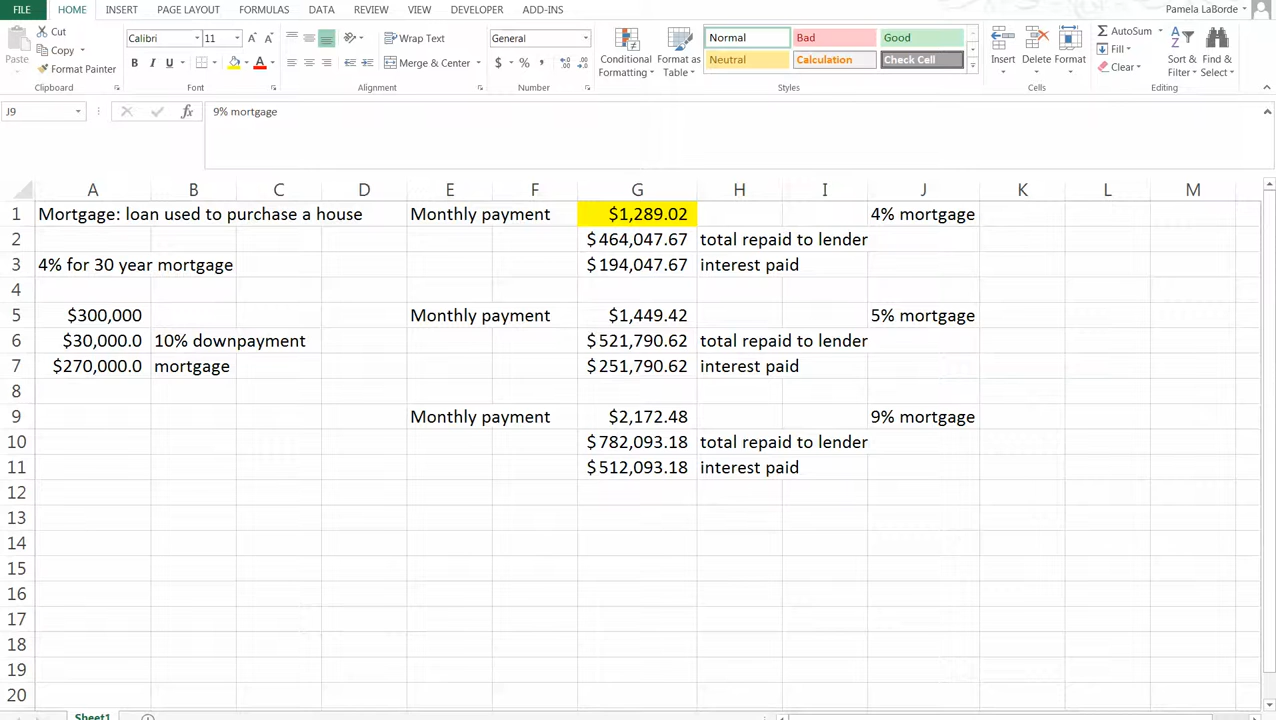 FILE HOME INSERT PAGE LAYOUT FORMULAS DATA REVIEW VIEW DEVELOPER ADD-INS Pamela LaBorde
Cut
Copy
Format Painter
Paste
Clipboard
Calibri 11
B I U
Font
Wrap Text
Merge & Center
Alignment
General
$ % ,
Number
Conditional Formatting
Format as Table
Normal Bad Good
Neutral Calculation Check Cell
Styles
Insert Delete Format
Cells
AutoSum
Fill
Clear
Sort & Filter
Find & Select
Editing
J9 fx 9% mortgage
A B C D E F G H I J K L M
1 Mortgage: loan used to purchase a house Monthly payment $1,289.02 4% mortgage
2 $464,047.67 total repaid to lender
3 4% for 30 year mortgage $194,047.67 interest paid
4
5 $300,000 Monthly payment $1,449.42 5% mortgage
6 $30,000.0 10% downpayment $521,790.62 total repaid to lender
7 $270,000.0 mortgage $251,790.62 interest paid
8
9 Monthly payment $2,172.48 9% mortgage
10 $782,093.18 total repaid to lender
11 $512,093.18 interest paid
12
13
14
15
16
17
18
19
20
Sheet1